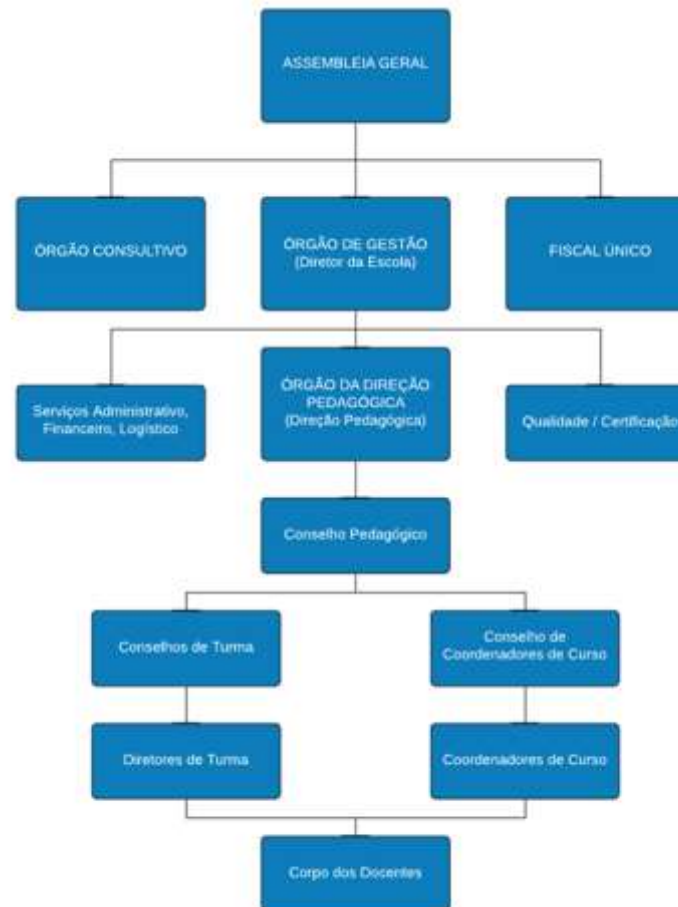 ASSEMBLEIA GERAL
ÓRGÃO CONSULTIVO
ÓRGÃO DE GESTÃO
(Diretor da Escola)
FISCAL ÚNICO
Serviços Administrativo,
Financeiro, Logístico
ÓRGÃO DA DIREÇÃO
PEDAGÓGICA
(Direção Pedagógica)
Qualidade / Certificação
Conselho Pedagógico
Conselhos de Turma
Conselho de
Coordenadores de Curso
Diretores de Turma
Coordenadores de Curso
Corpo dos Docentes